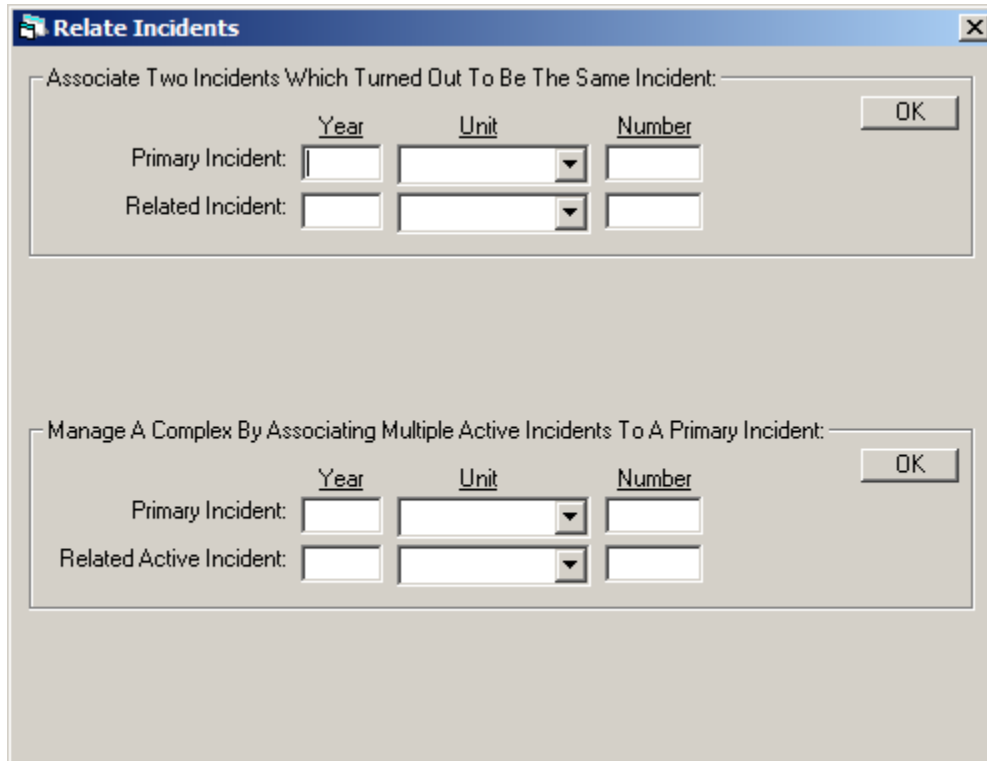 Relate Incidents
Associate Two Incidents Which Turned Out To Be The Same Incident:
OK
Year Unit Number
Primary Incident:
Related Incident:
Manage A Complex By Associating Multiple Active Incidents To A Primary Incident:
OK
Year Unit Number
Primary Incident:
Related Active Incident: